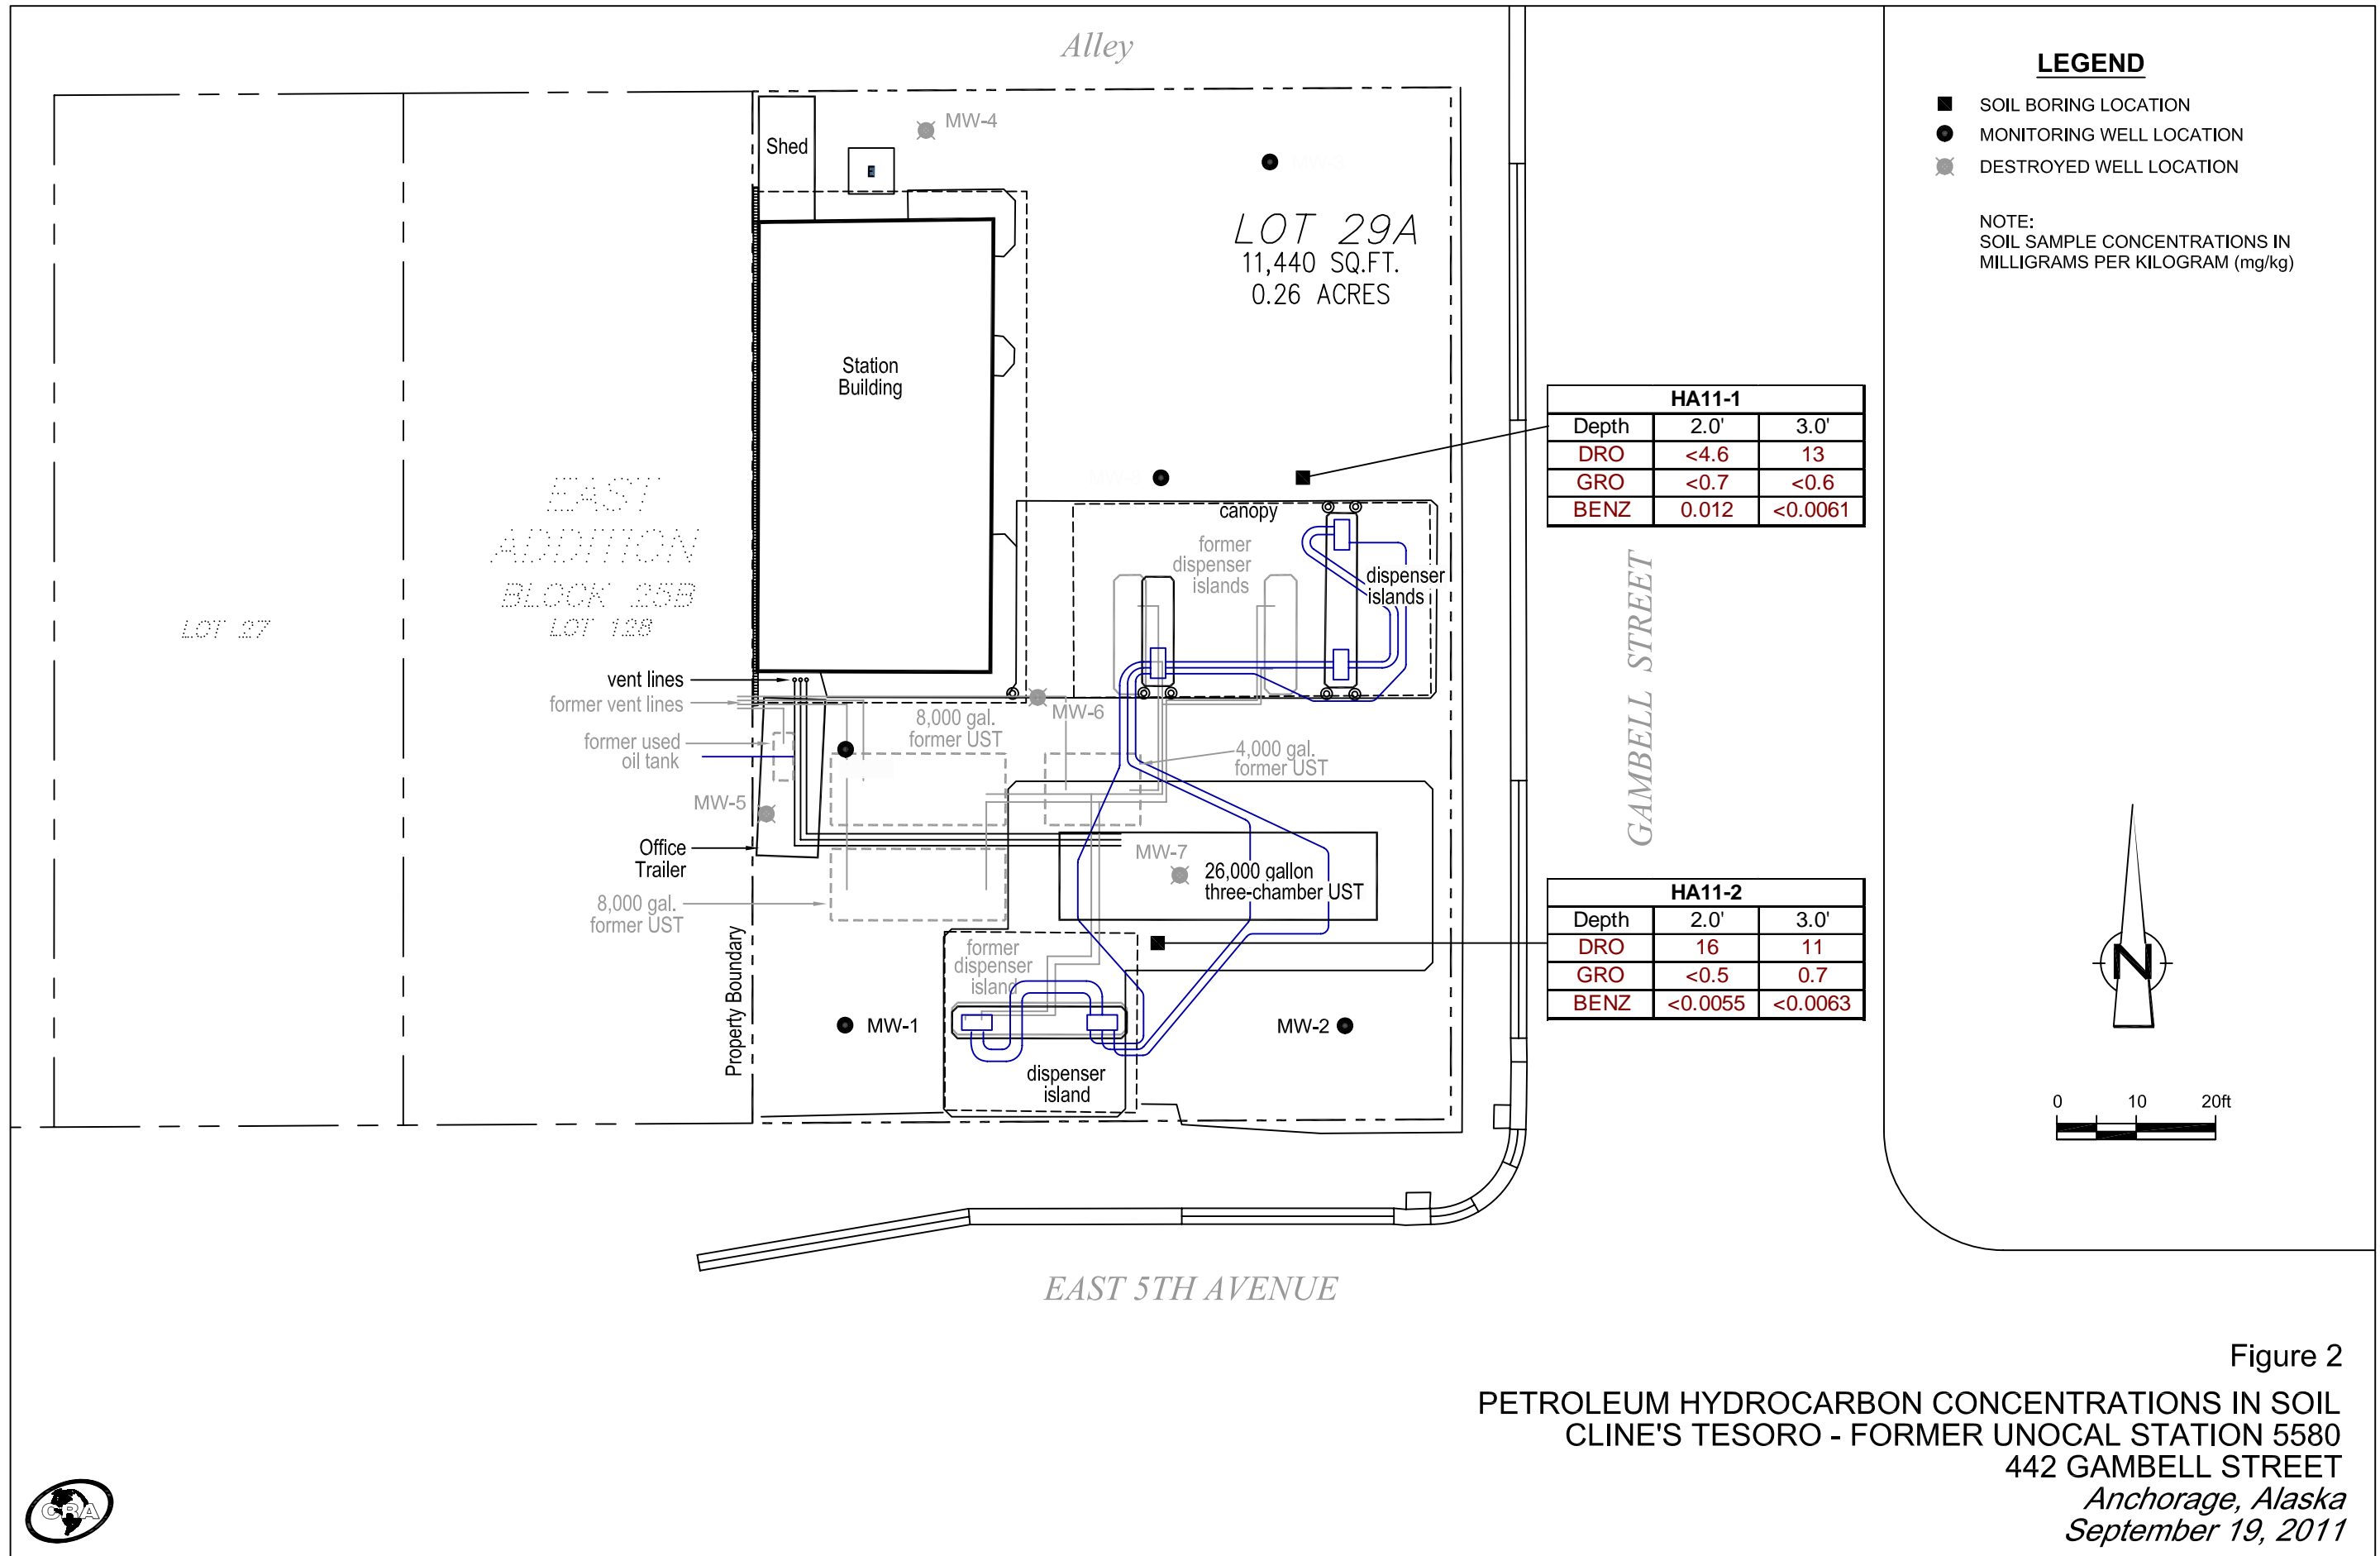 Alley
LEGEND
SOIL BORING LOCATION
MONITORING WELL LOCATION
DESTROYED WELL LOCATION
NOTE:
SOIL SAMPLE CONCENTRATIONS IN
MILLIGRAMS PER KILOGRAM (mg/kg)
MW-4
Shed
LOT 29A
11,440 SQ.FT.
0.26 ACRES
Station
Building
HA11-1
Depth 2.0' 3.0'
DRO <4.6 13
GRO <0.7 <0.6
BENZ 0.012 <0.0061
EAST
ADDITION
BLOCK 25B
LOT 128
LOT 27
canopy
former
dispenser
islands
dispenser
islands
GAMBELL STREET
vent lines
former vent lines
former used
oil tank
MW-5
Office
Trailer
8,000 gal.
former UST
8,000 gal.
former UST
MW-6
4,000 gal.
former UST
MW-7
26,000 gallon
three-chamber UST
HA11-2
Depth 2.0' 3.0'
DRO 16 11
GRO <0.5 0.7
BENZ <0.0055 <0.0063
N
Property Boundary
former
dispenser
island
MW-1
MW-2
dispenser
island
0 10 20ft
EAST 5TH AVENUE
Figure 2
PETROLEUM HYDROCARBON CONCENTRATIONS IN SOIL
CLINE'S TESORO - FORMER UNOCAL STATION 5580
442 GAMBELL STREET
Anchorage, Alaska
September 19, 2011
CRA